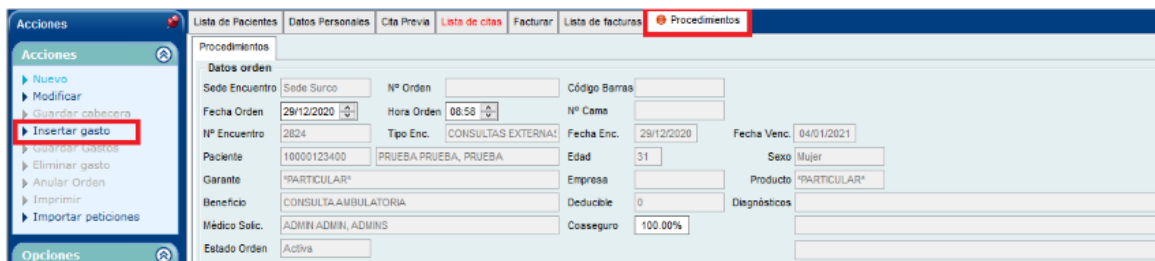 Acciones
Lista de Pacientes Datos Personales Cita Previa Lista de citas Facturar Lista de facturas Procedimientos
Acciones
Nuevo
Modificar
Guardar cabecera
Insertar gasto
Guardar Gastos
Eliminar gasto
Anular Orden
Imprimir
Importar peticiones
Opciones
Procedimientos
Datos orden
Sede Encuentro Sede Surco Nº Orden Código Barras
Fecha Orden 29/12/2020 Hora Orden 08:58 Nº Cama
Nº Encuentro 2824 Tipo Enc. CONSULTAS EXTERNAS Fecha Enc. 29/12/2020 Fecha Venc. 04/01/2021
Paciente 10000123400 PRUEBA PRUEBA, PRUEBA Edad 31 Sexo Mujer
Garante *PARTICULAR* Empresa Producto *PARTICULAR*
Beneficio CONSULTA AMBULATORIA Deducible 0 Diagnósticos
Médico Solic. ADMIN ADMIN, ADMINS Coaseguro 100.00%
Estado Orden Activa